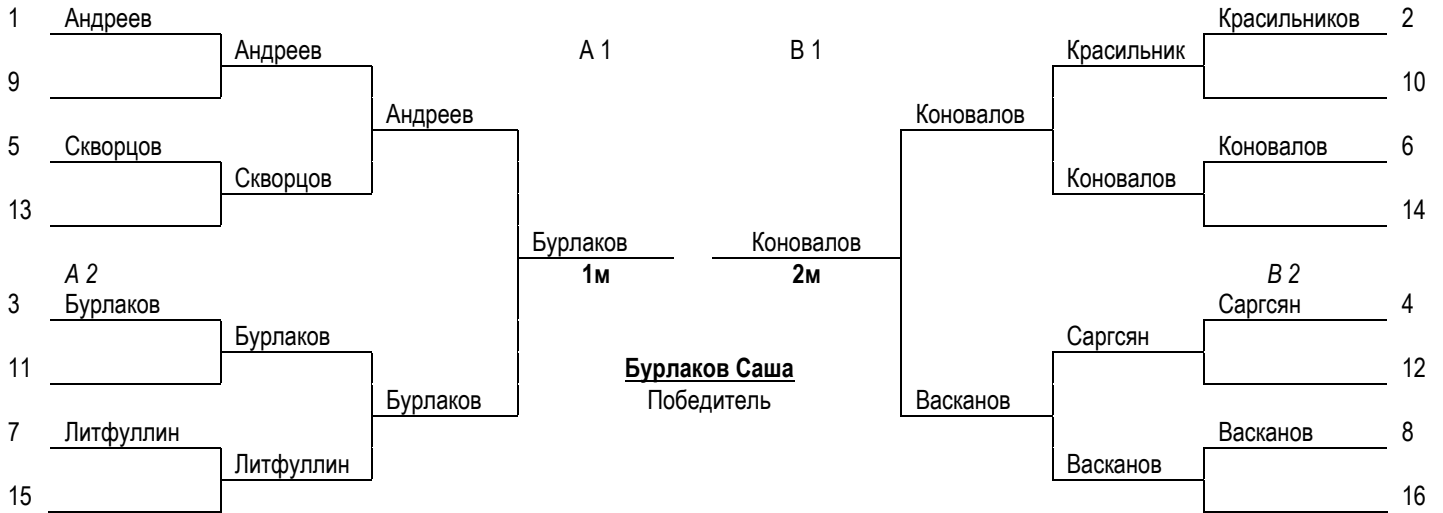 1 Андреев Красильников 2
Андреев А 1 В 1 Красильник
9 10
Андреев Коновалов
5 Скворцов Коновалов 6
Скворцов Коновалов
13 14
Бурлаков Коновалов
1м 2м
А 2 В 2
3 Бурлаков Саргсян 4
Бурлаков Саргсян
11 Бурлаков Саша 12
Бурлаков Победитель Васканов
7 Литфуллин Васканов 8
Литфуллин Васканов
15 16